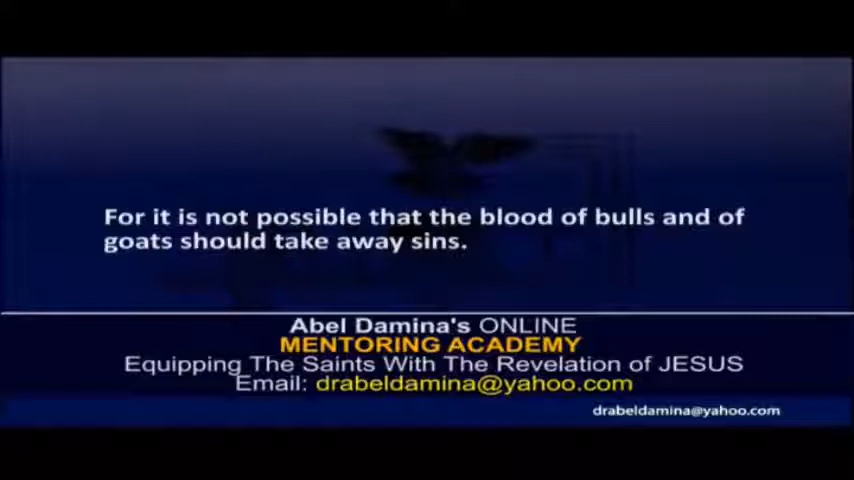 For it is not possible that the blood of bulls and of
goats should take away sins.
Abel Damina's ONLINE
MENTORING ACADEMY
Equipping The Saints With The Revelation of JESUS
Email: drabeldamina@yahoo.com
drabeldamina@yahoo.com